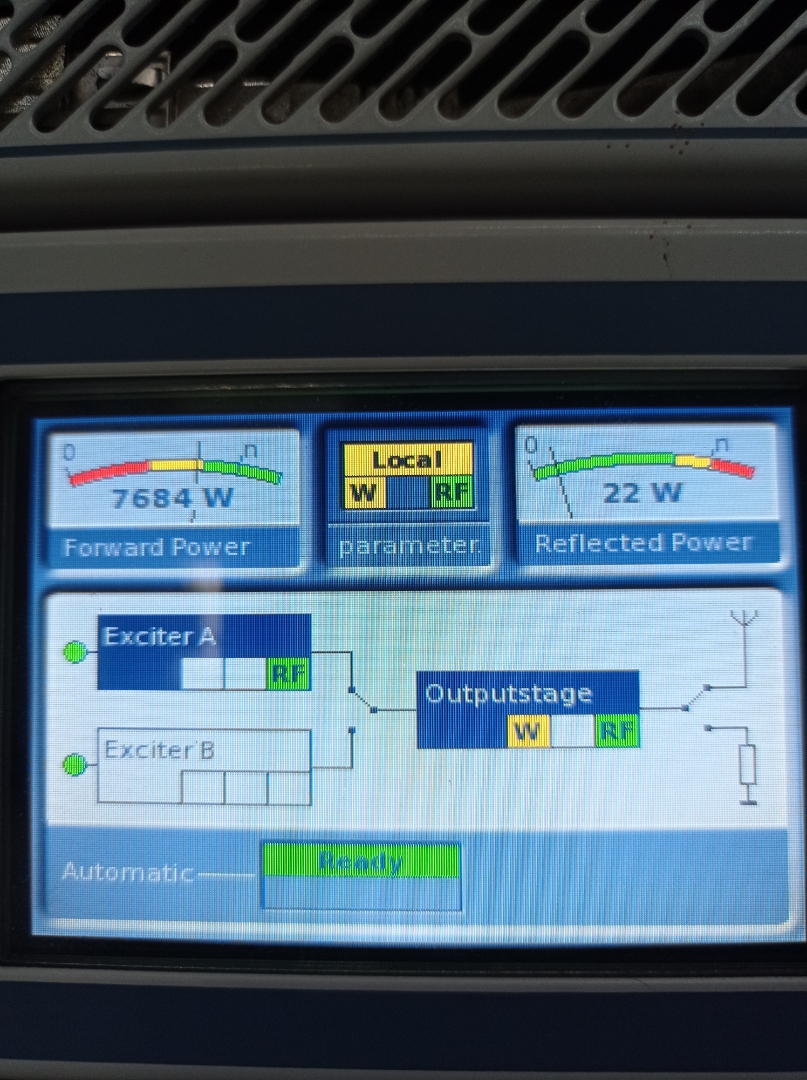 0 n
7684 W
Forward Power
Local
W RF
parameter.
0 n
22 W
Reflected Power
Exciter A
RF
Exciter B
Outputstage
W RF
Automatic
Ready